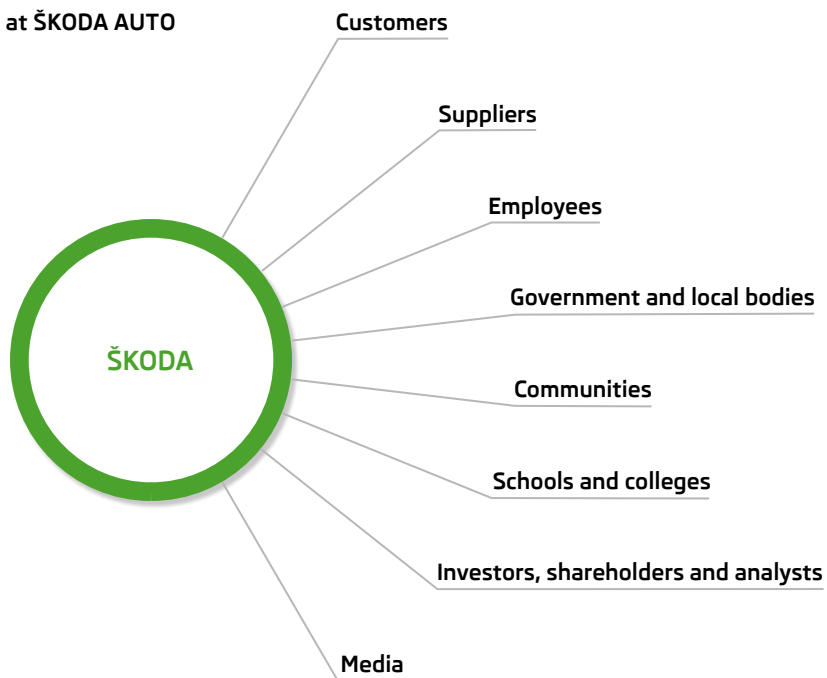 at ŠKODA AUTO
Customers
Suppliers
Employees
Government and local bodies
ŠKODA
Communities
Schools and colleges
Investors, shareholders and analysts
Media